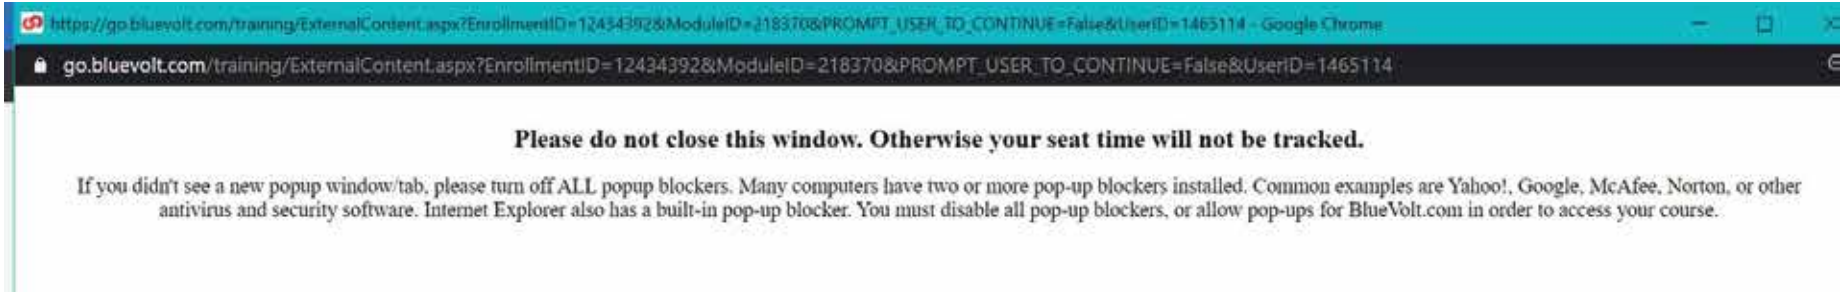 https://go.bluevolt.com/training/ExternalContent.aspx?EnrollmentID=12434392&ModuleID=218370&PROMPT_USER_TO_CONTINUE=False&UserID=1465114 - Google Chrome
go.bluevolt.com/training/ExternalContent.aspx?EnrollmentID=12434392&ModuleID=218370&PROMPT_USER_TO_CONTINUE=False&UserID=1465114
Please do not close this window. Otherwise your seat time will not be tracked.
If you didn't see a new popup window/tab, please turn off ALL popup blockers. Many computers have two or more pop-up blockers installed. Common examples are Yahoo!, Google, McAfee, Norton, or other
antivirus and security software. Internet Explorer also has a built-in pop-up blocker. You must disable all pop-up blockers, or allow pop-ups for BlueVolt.com in order to access your course.